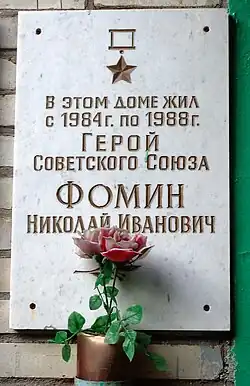 В ЭТОМ ДОМЕ ЖИЛ
С 1984Г. ПО 1988Г.
ГЕРОЙ
СОВЕТСКОГО СОЮЗА
ФОМИН
НИКОЛАЙ ИВАНОВИЧ